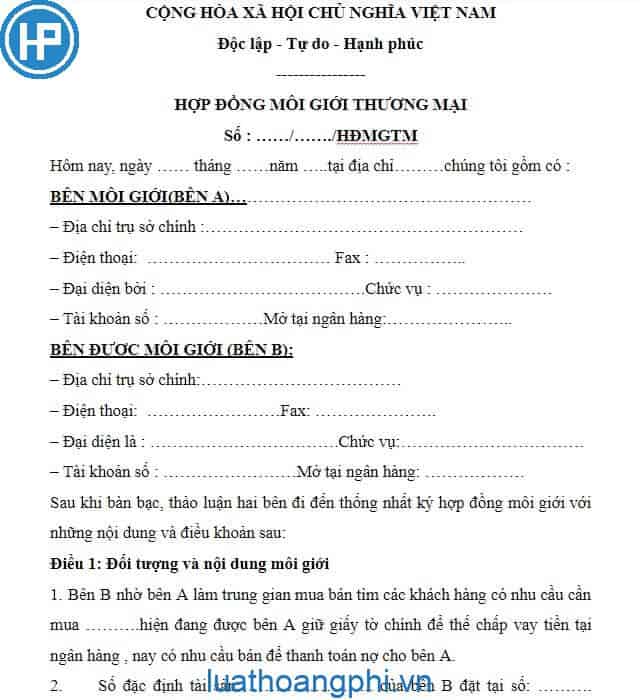 HP
CỘNG HÒA XÃ HỘI CHỦ NGHĨA VIỆT NAM
Độc lập - Tự do - Hạnh phúc
----------------
HỢP ĐỒNG MÔI GIỚI THƯƠNG MẠI
Số : ……/……./HĐMGTM
Hôm nay, ngày …… tháng ……năm …..tại địa chỉ………chúng tôi gồm có :
BÊN MÔI GIỚI(BÊN A)…………………………………………………
– Địa chỉ trụ sở chính :……………………………………………………
– Điện thoại: ……………………………… Fax : ……………..
– Đại diện bởi : …………………………………Chức vụ : ………………….
– Tài khoản số : ……………….Mở tại ngân hàng:…………………..
BÊN ĐƯỢC MÔI GIỚI (BÊN B):
– Địa chỉ trụ sở chính:…………………………………
– Điện thoại: …………………….Fax: ………………….
– Đại diện là : ………………………………Chức vụ:………………………………
– Tài khoản số : ……………………..Mở tại ngân hàng: ………………
Sau khi bàn bạc, thảo luận hai bên đi đến thống nhất ký hợp đồng môi giới với
những nội dung và điều khoản sau:
Điều 1: Đối tượng và nội dung môi giới
1. Bên B nhờ bên A làm trung gian mua bán tìm các khách hàng có nhu cầu cần
mua ……….hiện đang được bên A giữ giấy tờ chính để thế chấp vay tiền tại
ngân hàng , nay có nhu cầu bán để thanh toán nợ cho bên A.
2. Số đặc định tài sản của bên B đặt tại số: ……….
luathoangphi.vn